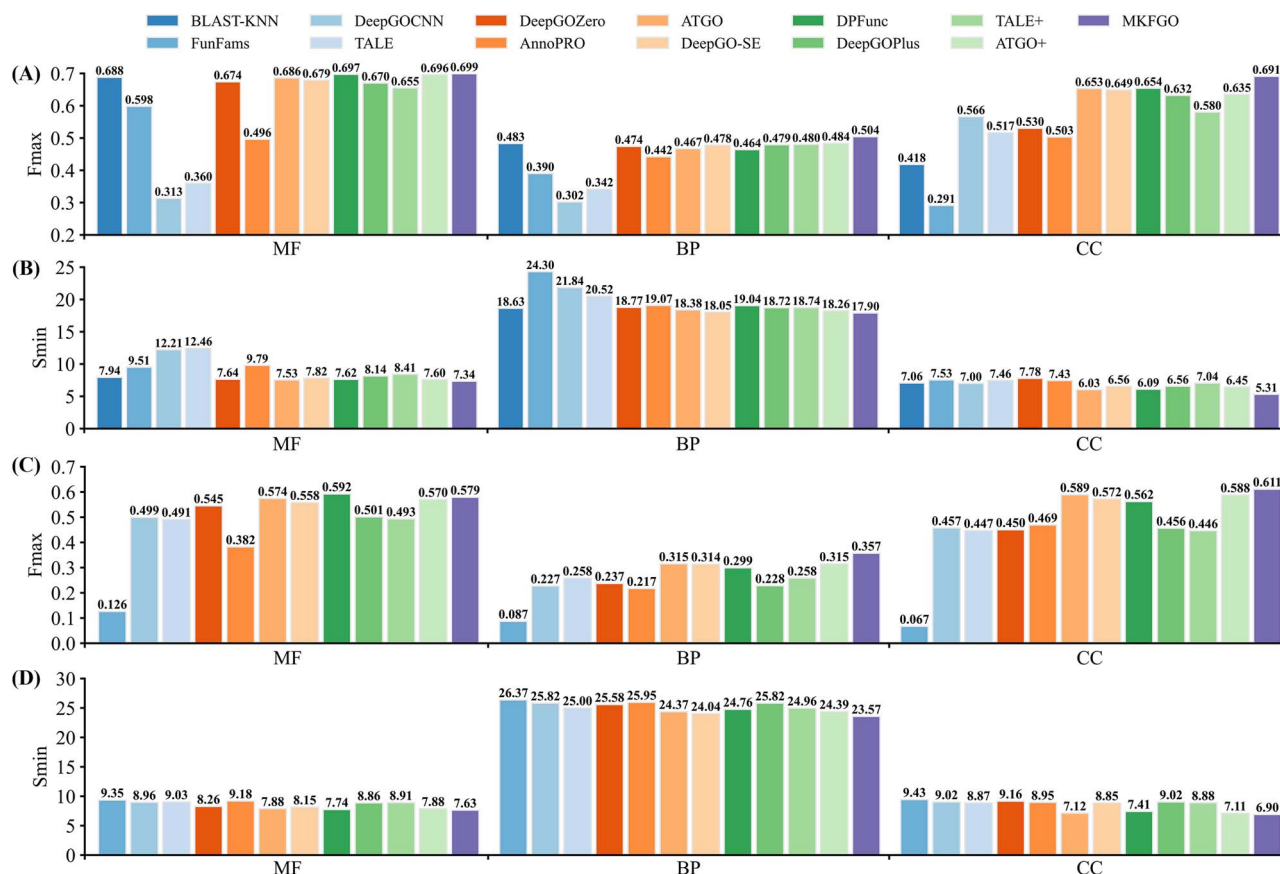 BLAST-KNN DeepGOCNN DeepGOZero ATGO DPFunc TALE+ MKFGO
FunFams TALE AnnoPRO DeepGO-SE DeepGOPlus ATGO+
(A)
Fmax
0.7
0.6
0.5
0.4
0.3
0.2
0.688 0.598 0.313 0.360 0.674 0.496 0.686 0.679 0.697 0.670 0.655 0.696 0.699
0.483 0.390 0.302 0.342 0.474 0.442 0.467 0.478 0.464 0.479 0.480 0.484 0.504
0.418 0.291 0.566 0.517 0.530 0.503 0.653 0.649 0.654 0.632 0.580 0.635 0.691
MF BP CC
(B)
Smin
25
20
15
10
5
0
7.94 9.51 12.21 12.46 7.64 9.79 7.53 7.82 7.62 8.14 8.41 7.60 7.34
18.63 24.30 21.84 20.52 18.77 19.07 18.38 18.05 19.04 18.72 18.74 18.26 17.90
7.06 7.53 7.00 7.46 7.78 7.43 6.03 6.56 6.09 6.56 7.04 6.45 5.31
MF BP CC
(C)
Fmax
0.7
0.6
0.5
0.4
0.3
0.2
0.1
0.0
0.126 0.499 0.491 0.545 0.382 0.574 0.558 0.592 0.501 0.493 0.570 0.579
0.087 0.227 0.258 0.237 0.217 0.315 0.314 0.299 0.228 0.258 0.315 0.357
0.067 0.457 0.447 0.450 0.469 0.589 0.572 0.562 0.456 0.446 0.588 0.611
MF BP CC
(D)
Smin
30
25
20
15
10
5
0
9.35 8.96 9.03 8.26 9.18 7.88 8.15 7.74 8.86 8.91 7.88 7.63
26.37 25.82 25.00 25.58 25.95 24.37 24.04 24.76 25.82 24.96 24.39 23.57
9.43 9.02 8.87 9.16 8.95 7.12 8.85 7.41 9.02 8.88 7.11 6.90
MF BP CC